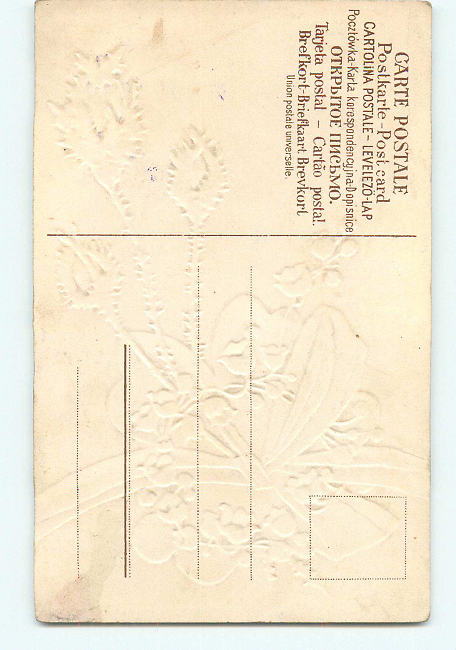 CARTE POSTALE
Postkarte-Post card
CARTOLINA POSTALE - LEVELEZÖ-LAP
Pocztówka-Karta korespondencyjna-Dopisnice
ОТКРЫТОЕ ПИСЬМО.
Tarjeta postal - Cartão postal.
Brefkort-Briefkaart Brevkort
Union postale universelle.